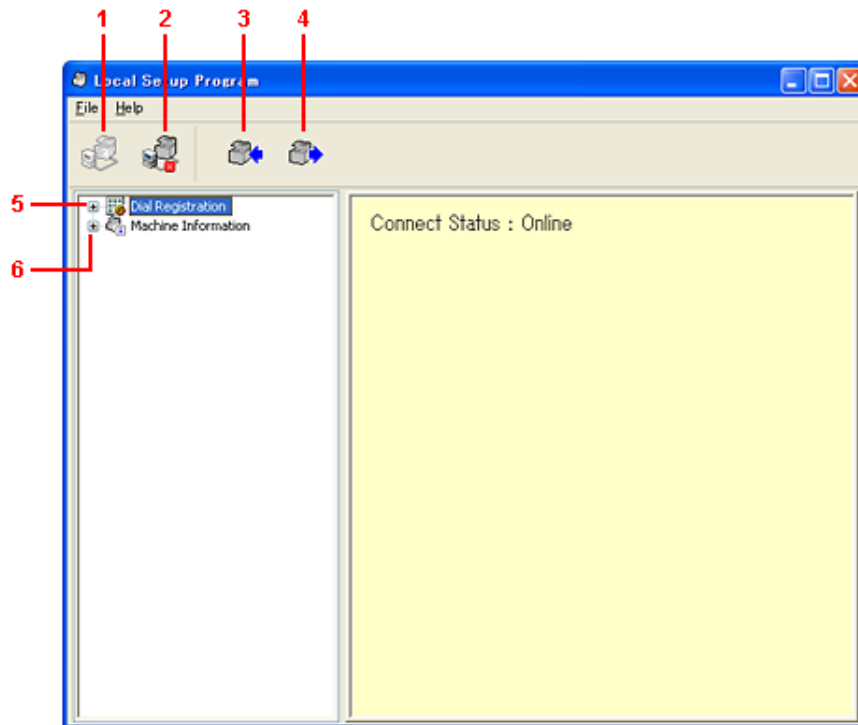 1 2 3 4
Local Setup Program
File Help
5
Dial Registration
Machine Information
6
Connect Status : Online